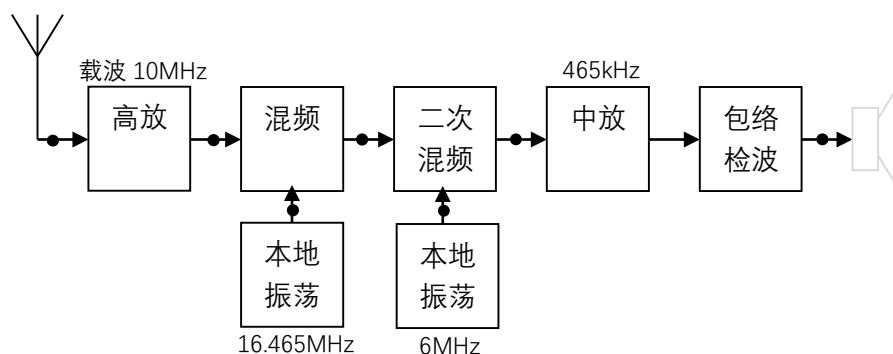 载波 10MHz
465kHz
高放
混频
二次
混频
中放
包络
检波
本地
振荡
本地
振荡
16.465MHz
6MHz